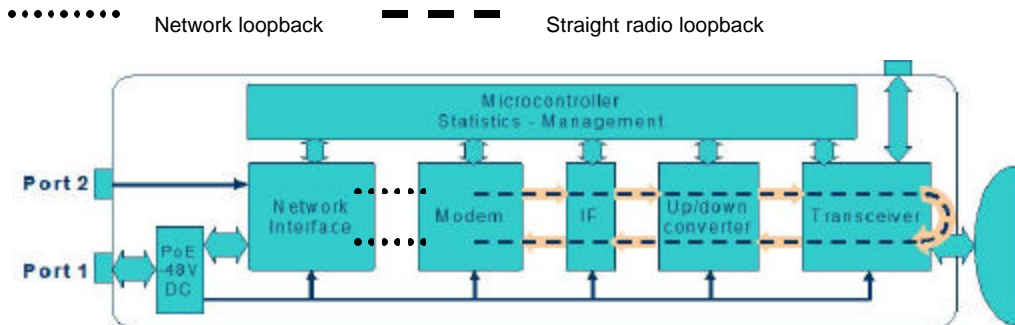 Network loopback
Straight radio loopback
Microcontroller
Statistics - Management
Port 2
Network
Interface
Modem
IF
Up/down
converter
Transceiver
Port 1
PoE
-48V
DC